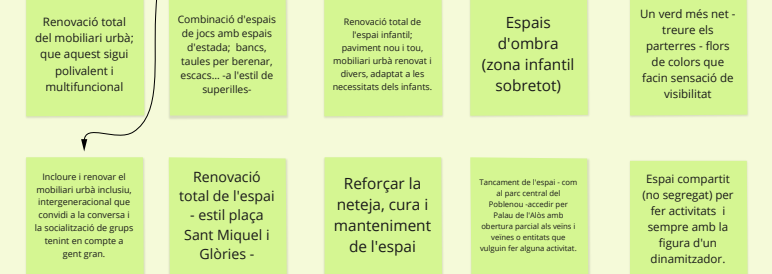 Renovació total
del mobiliari urbà;
que aquest sigui
polivalent i
multifuncional
Combinació d'espais
de jocs amb espais
d'estada; bancs,
taules per berenar,
escacs... -a l'estil de
superilles-
Renovació total de
l'espai infantil;
paviment nou i tou,
mobiliari urbà renovat i
divers, adaptat a les
necessitats dels infants.
Espais
d'ombra
(zona infantil
sobretot)
Un verd més net -
treure els
parterres - flors
de colors que
facin sensació de
visibilitat
Incloure i renovar el
mobiliari urbà inclusiu,
intergeneracional que
convidi a la conversa i
la socialització de grups
tenint en compte a
gent gran.
Renovació
total de l'espai
- estil plaça
Sant Miquel i
Glòries -
Reforçar la
neteja, cura i
manteniment
de l'espai
Tancament de l'espai - com
al parc central del
Poblenou -accedir per
Palau de l'Alòs amb
obertura parcial als veïns i
veïnes o entitats que
vulguin fer alguna activitat.
Espai compartit
(no segregat) per
fer activitats i
sempre amb la
figura d'un
dinamitzador.